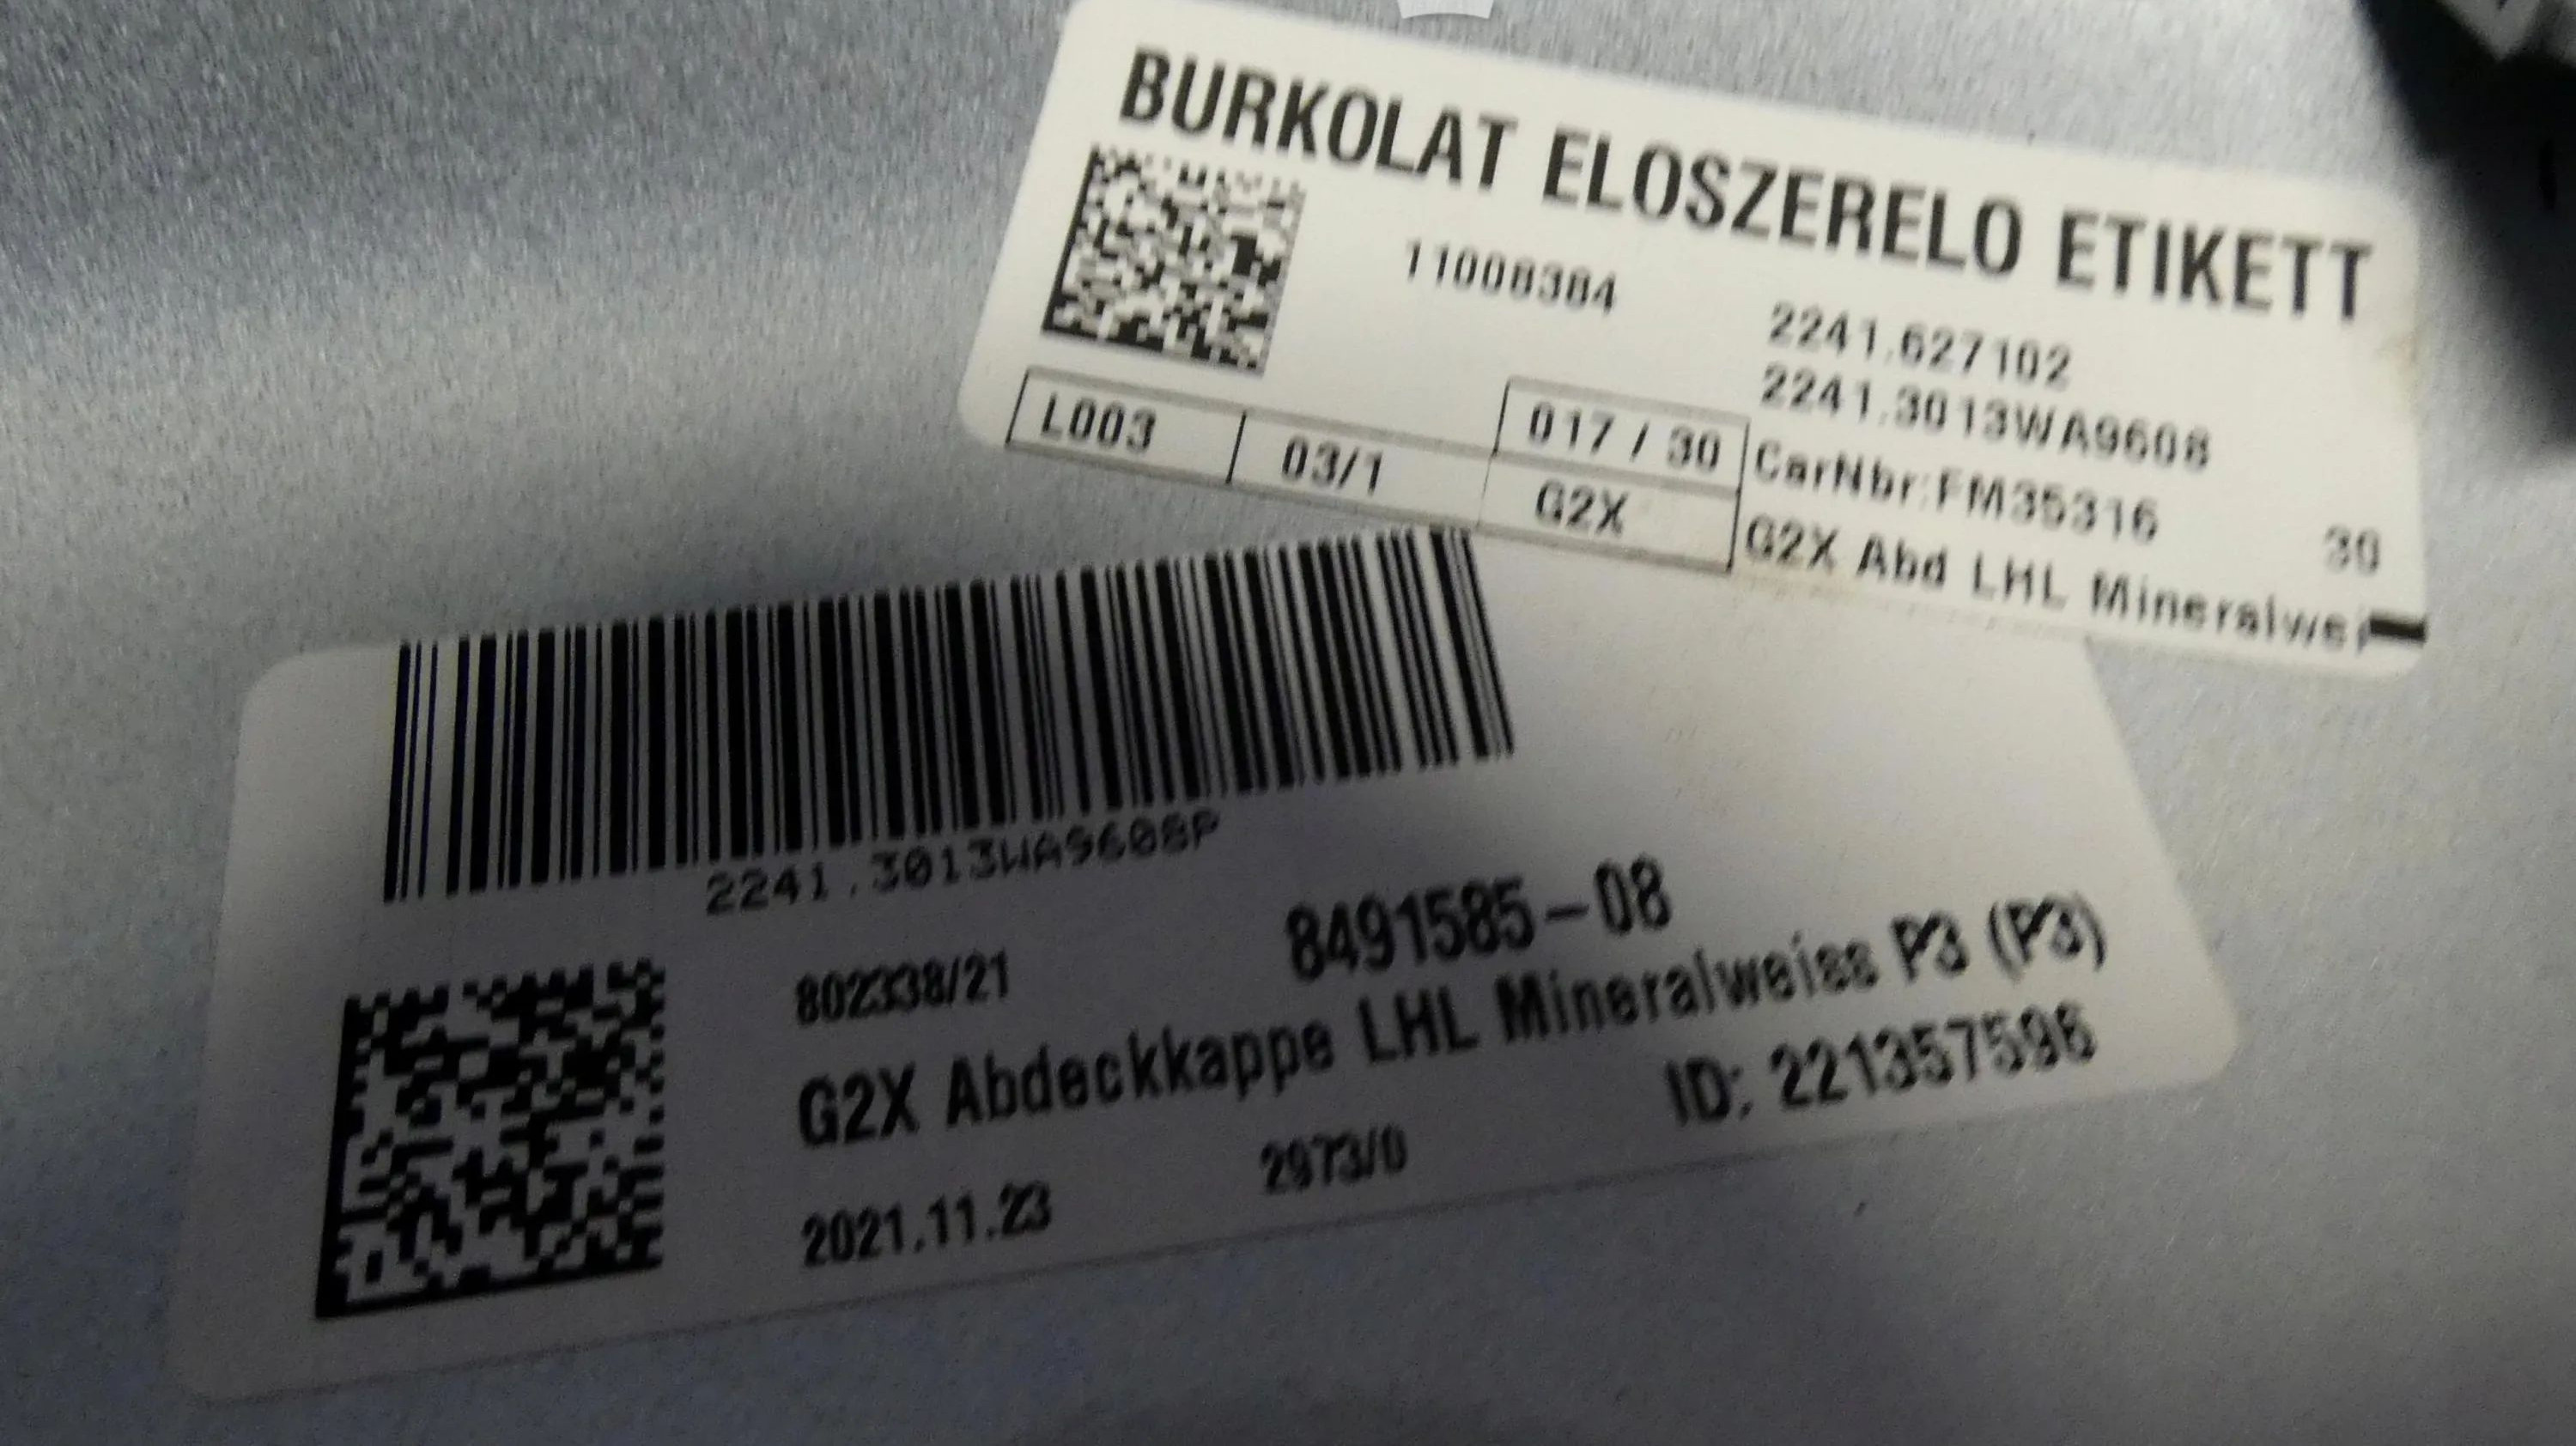 BURKOLAT ELOSZERELO ETIKETT
11008384
2241.627102
2241.3013WA9608
L003
03/1
017 / 30
G2X
CarNbr:FM35316
30
G2X Abd LHL Mineralwei
2241.3013WA9608P
802338/21
8491585-08
G2X Abdeckkappe LHL Mineralweiss P3 (P3)
ID: 221357596
2021.11.23
2973/0